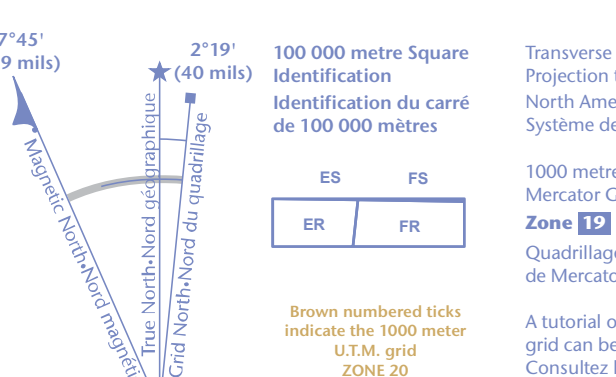 7°45'
9 mils)
2°19'
(40 mils)
Magnetic North•Nord
True North•Nord géographique
Grid North•Nord du quadrillage
100 000 metre Square
Identification
Identification du carré
de 100 000 mètres
ES FS
ER FR
Brown numbered ticks
indicate the 1000 meter
U.T.M. grid
ZONE 20
Transverse
Projection
North
Système de
1000 metre
Mercator
Zone 19
Quadrillage
de
A tutorial
grid can be
Consultez